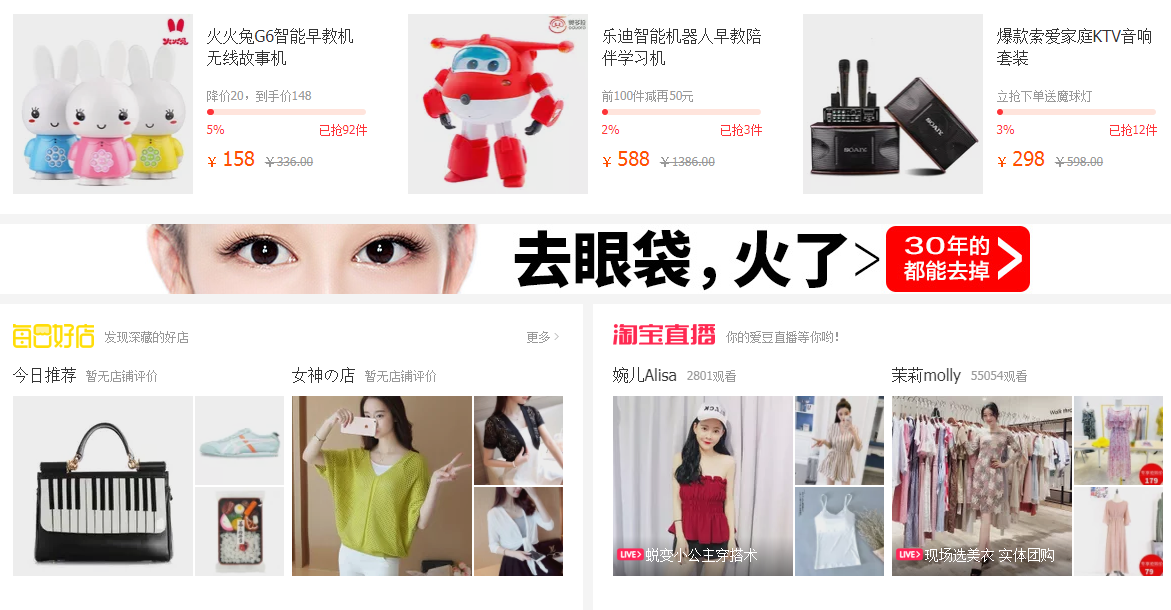 火火兔
火火兔G6智能早教机
无线故事机
降价20，到手价148
5%
已抢92件
￥ 158 ￥336.00
乐迪智能机器人早教陪
伴学习机
前100件减再50元
2%
已抢3件
￥ 588 ￥1386.00
SOAIY
SOAIY
爆款索爱家庭KTV音响
套装
立抢下单送魔球灯
3%
已抢12件
￥ 298 ￥598.00
去眼袋，火了>
30年的
都能去掉
每日好店 发现深藏的好店
更多
今日推荐 暂无店铺评价
女神の店 暂无店铺评价
淘宝直播 你的爱豆直播等你哟!
婉儿Alisa 2801观看
LIVE 蜕变小公主穿搭术
茉莉molly 55054观看
LIVE 现场选美衣 实体团购
179
79